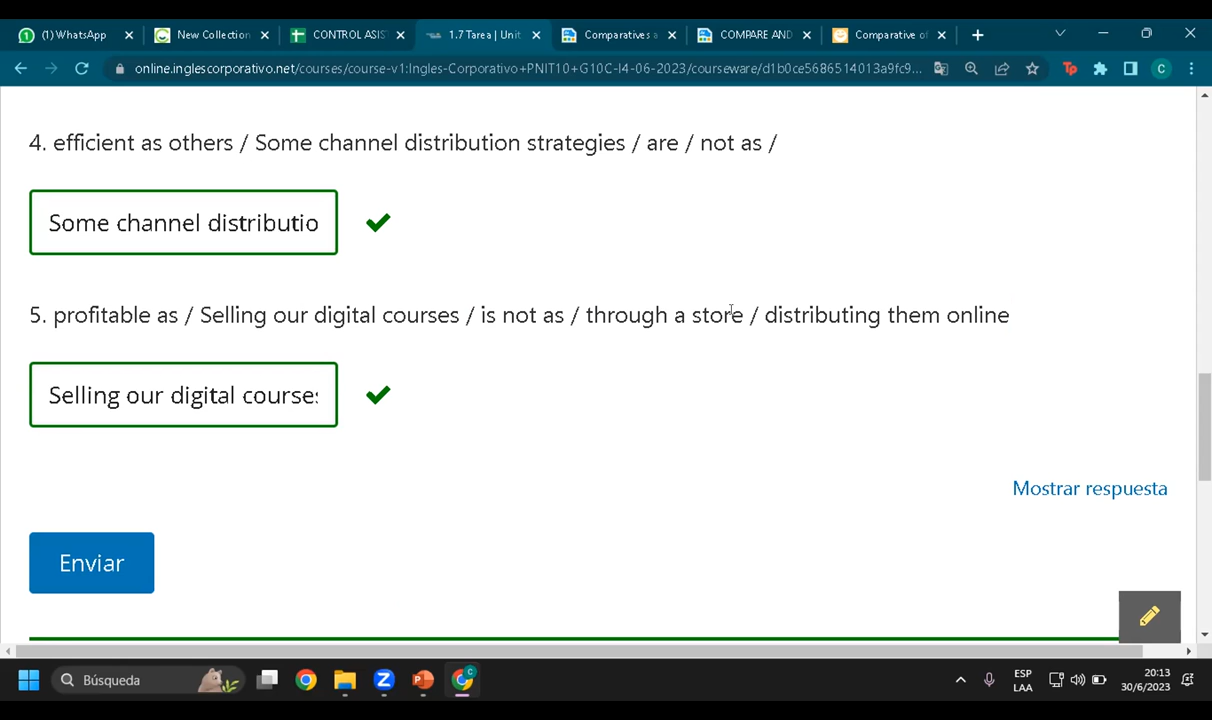 (1) WhatsApp
New Collection
CONTROL ASIS
1.7 Tarea | Unit
Comparatives a
COMPARE AND
Comparative of
online.inglescorporativo.net/courses/course-v1:Ingles-Corporativo+PNIT10+G10C-I4-06-2023/courseware/d1b0ce5686514013a9fc9...
4. efficient as others / Some channel distribution strategies / are / not as /
Some channel distributio
5. profitable as / Selling our digital courses / is not as / through a store / distributing them online
Selling our digital courses
Mostrar respuesta
Enviar
Búsqueda
ESP
LAA
20:13
30/6/2023